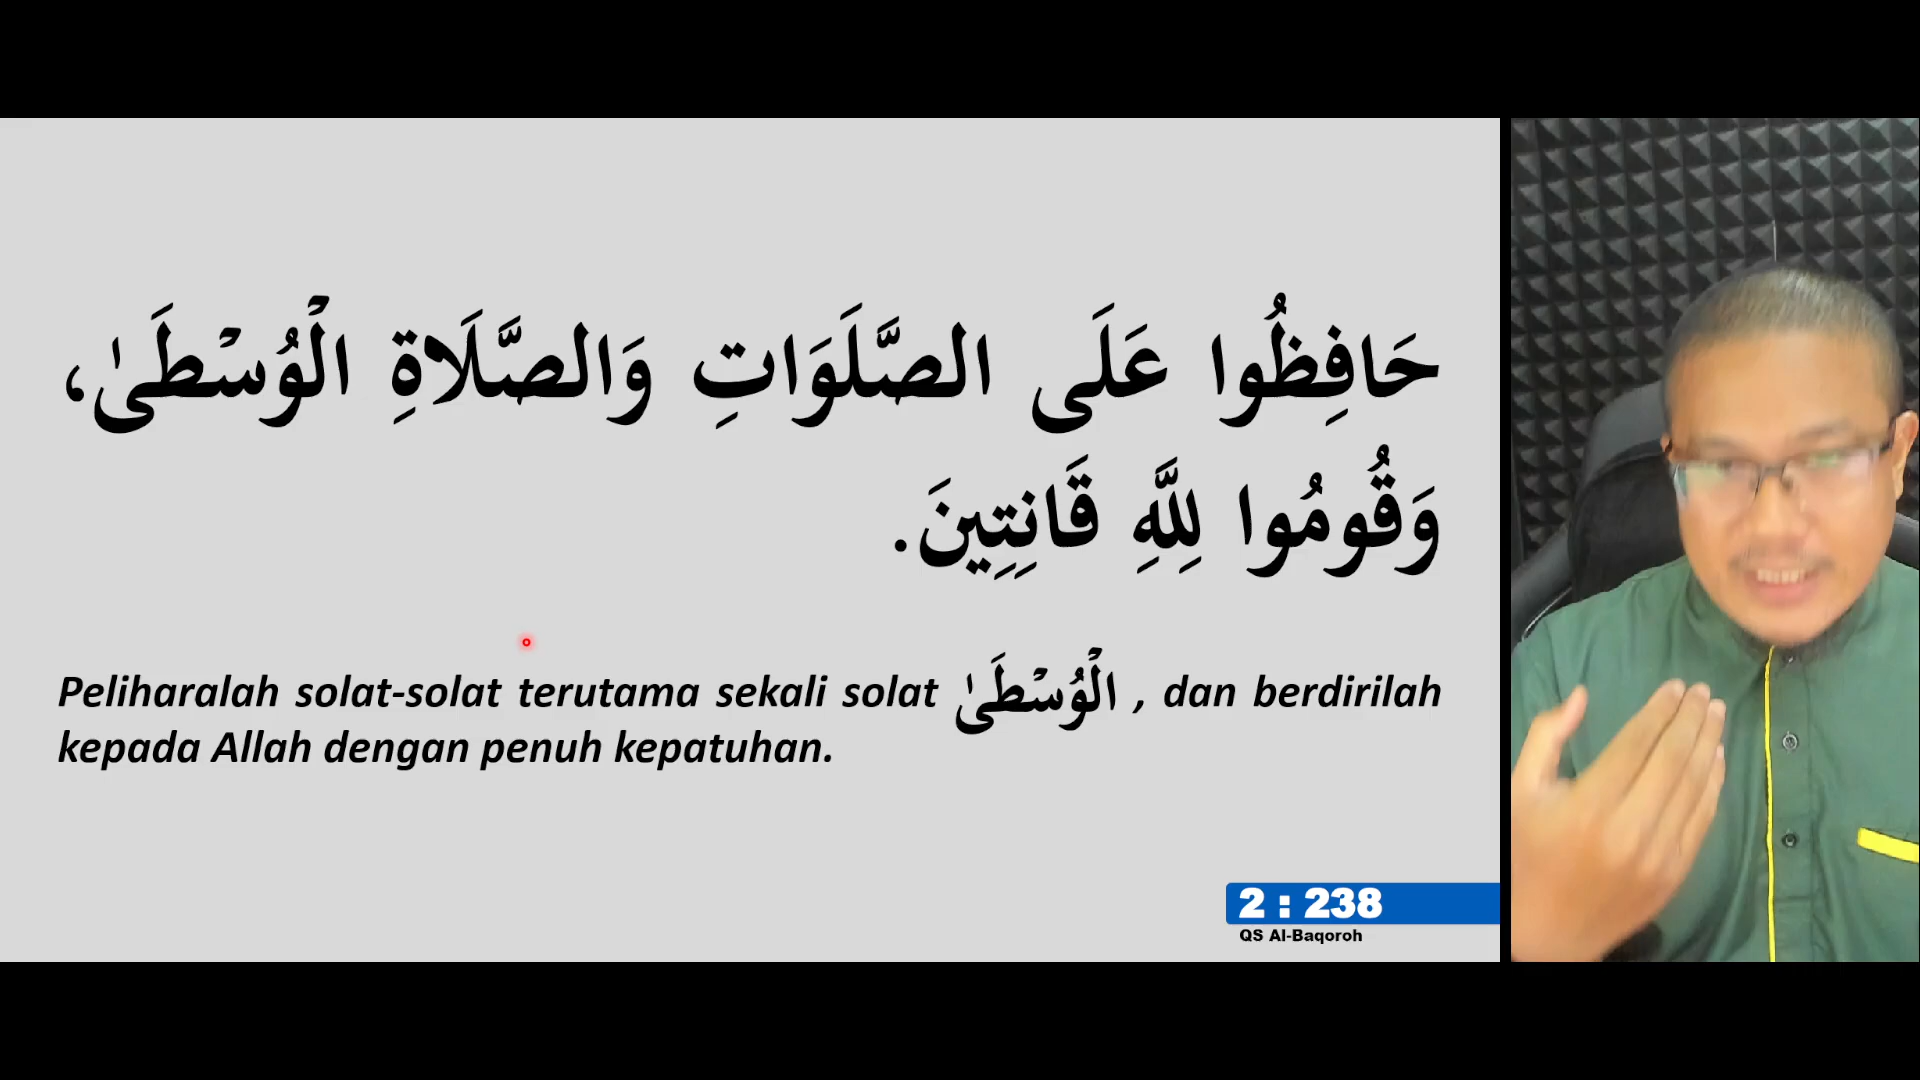 حَافِظُوا عَلَى الصَّلَوَاتِ وَالصَّلَاةِ الْوُسْطَىٰ،
وَقُومُوا لِلَّهِ قَانِتِينَ.
Peliharalah solat-solat terutama sekali solat الْوُسْطَىٰ , dan berdirilah
kepada Allah dengan penuh kepatuhan.
2 : 238
QS Al-Baqoroh